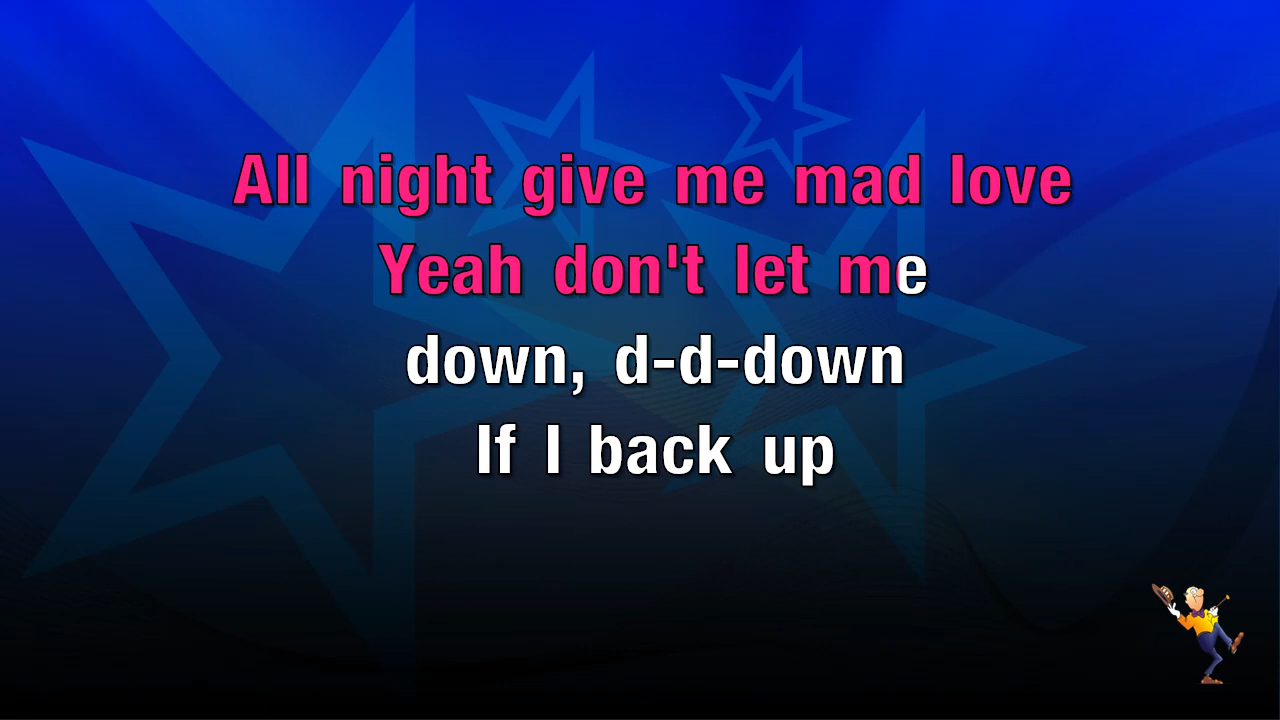 All night give me mad love
Yeah don't let me
down, d-d-down
If I back up